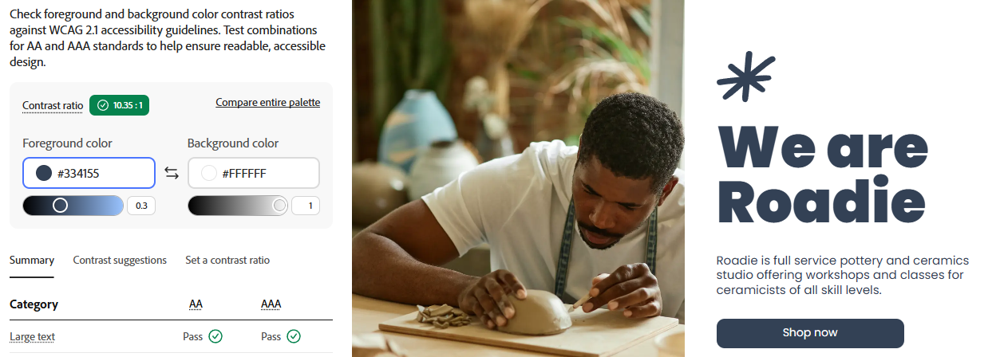 Check foreground and background color contrast ratios
against WCAG 2.1 accessibility guidelines. Test combinations
for AA and AAA standards to help ensure readable, accessible
design.
Contrast ratio 10.35 : 1 Compare entire palette
Foreground color Background color
#334155 #FFFFFF
0.3 1
Summary Contrast suggestions Set a contrast ratio
Category AA AAA
Large text Pass Pass
We are
Roadie
Roadie is full service pottery and ceramics
studio offering workshops and classes for
ceramicists of all skill levels.
Shop now